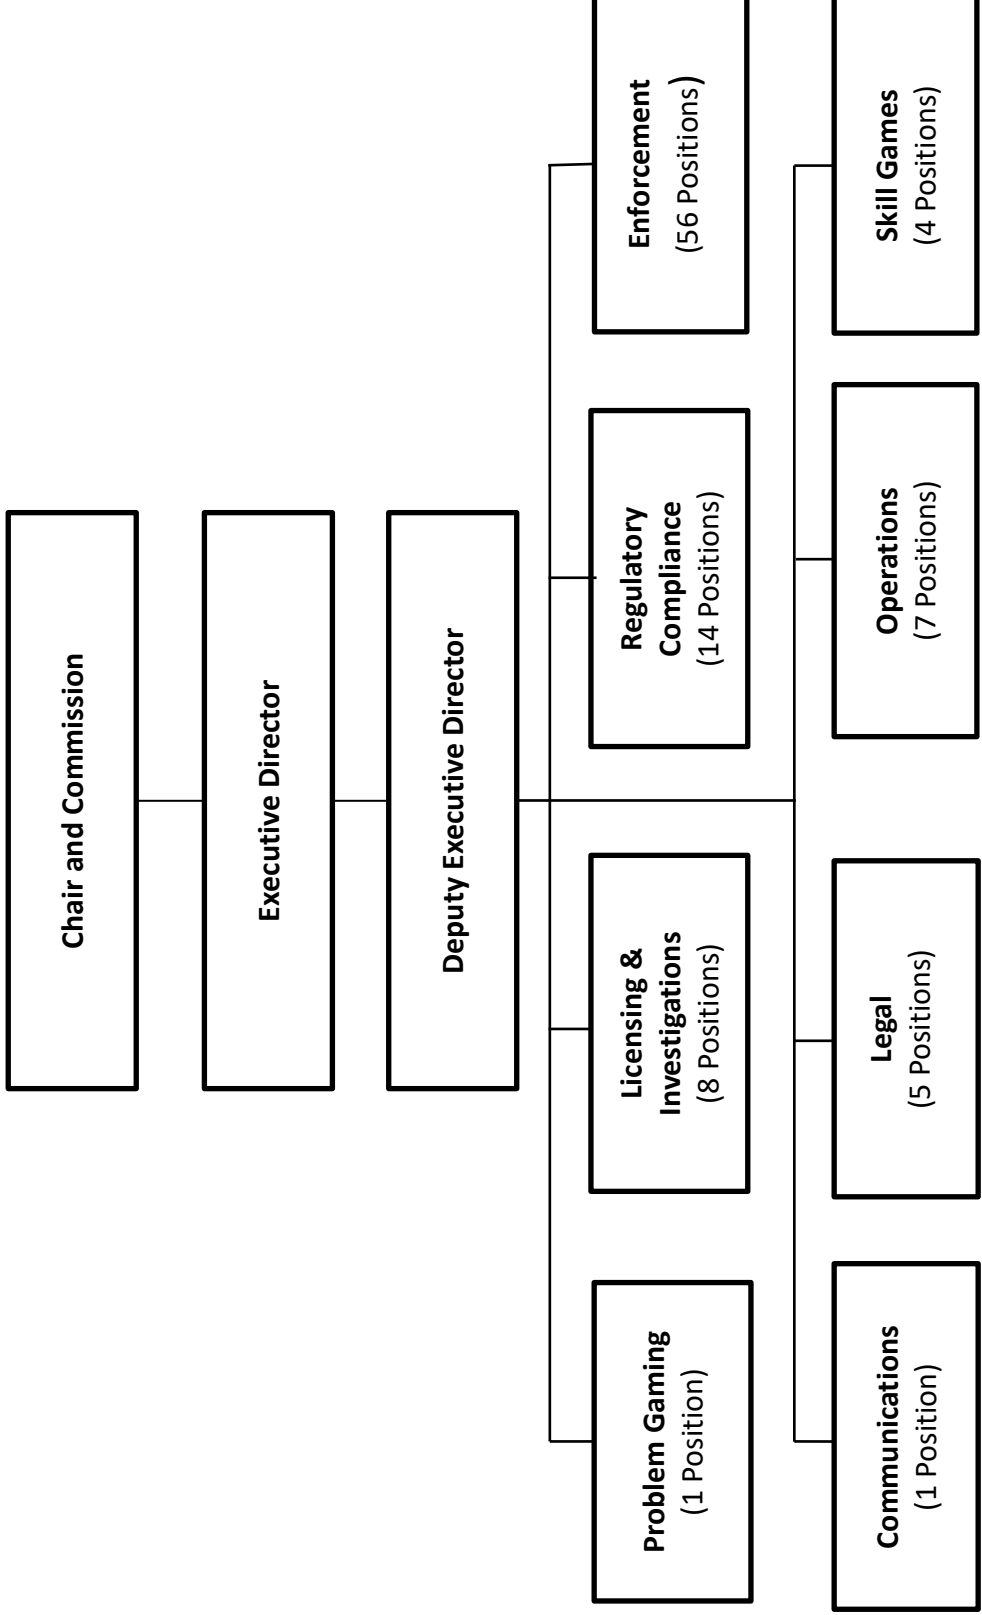 Chair and Commission
Executive Director
Deputy Executive Director
Problem Gaming
(1 Position)
Licensing &
Investigations
(8 Positions)
Regulatory
Compliance
(14 Positions)
Enforcement
(56 Positions)
Communications
(1 Position)
Legal
(5 Positions)
Operations
(7 Positions)
Skill Games
(4 Positions)